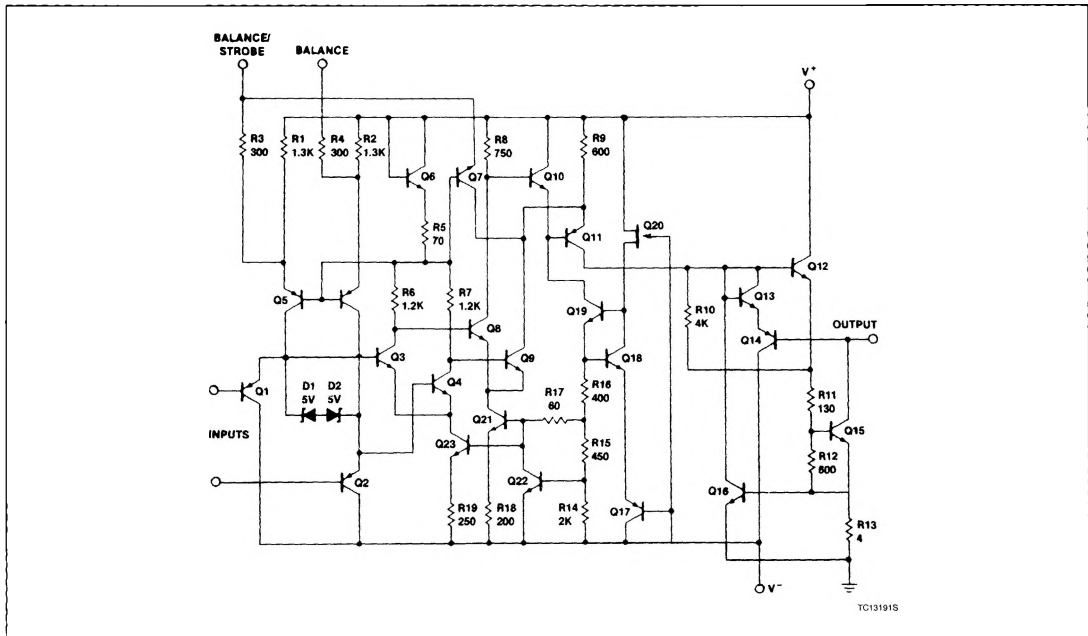 BALANCE/
STROBE
BALANCE
V+
R3
300
R1
1.3K
R4
300
R2
1.3K
R8
750
R9
600
Q6
Q7
Q10
Q20
R5
70
Q11
Q12
Q13
Q5
R6
1.2K
R7
1.2K
Q19
R10
4K
OUTPUT
Q14
Q8
Q3
Q9
Q18
Q4
R16
400
R11
130
Q1
D1
5V
D2
5V
R17
60
Q21
Q15
INPUTS
Q23
R15
450
R12
600
Q22
Q2
Q16
R19
250
R18
200
R14
2K
Q17
R13
4
V-
TC13191S